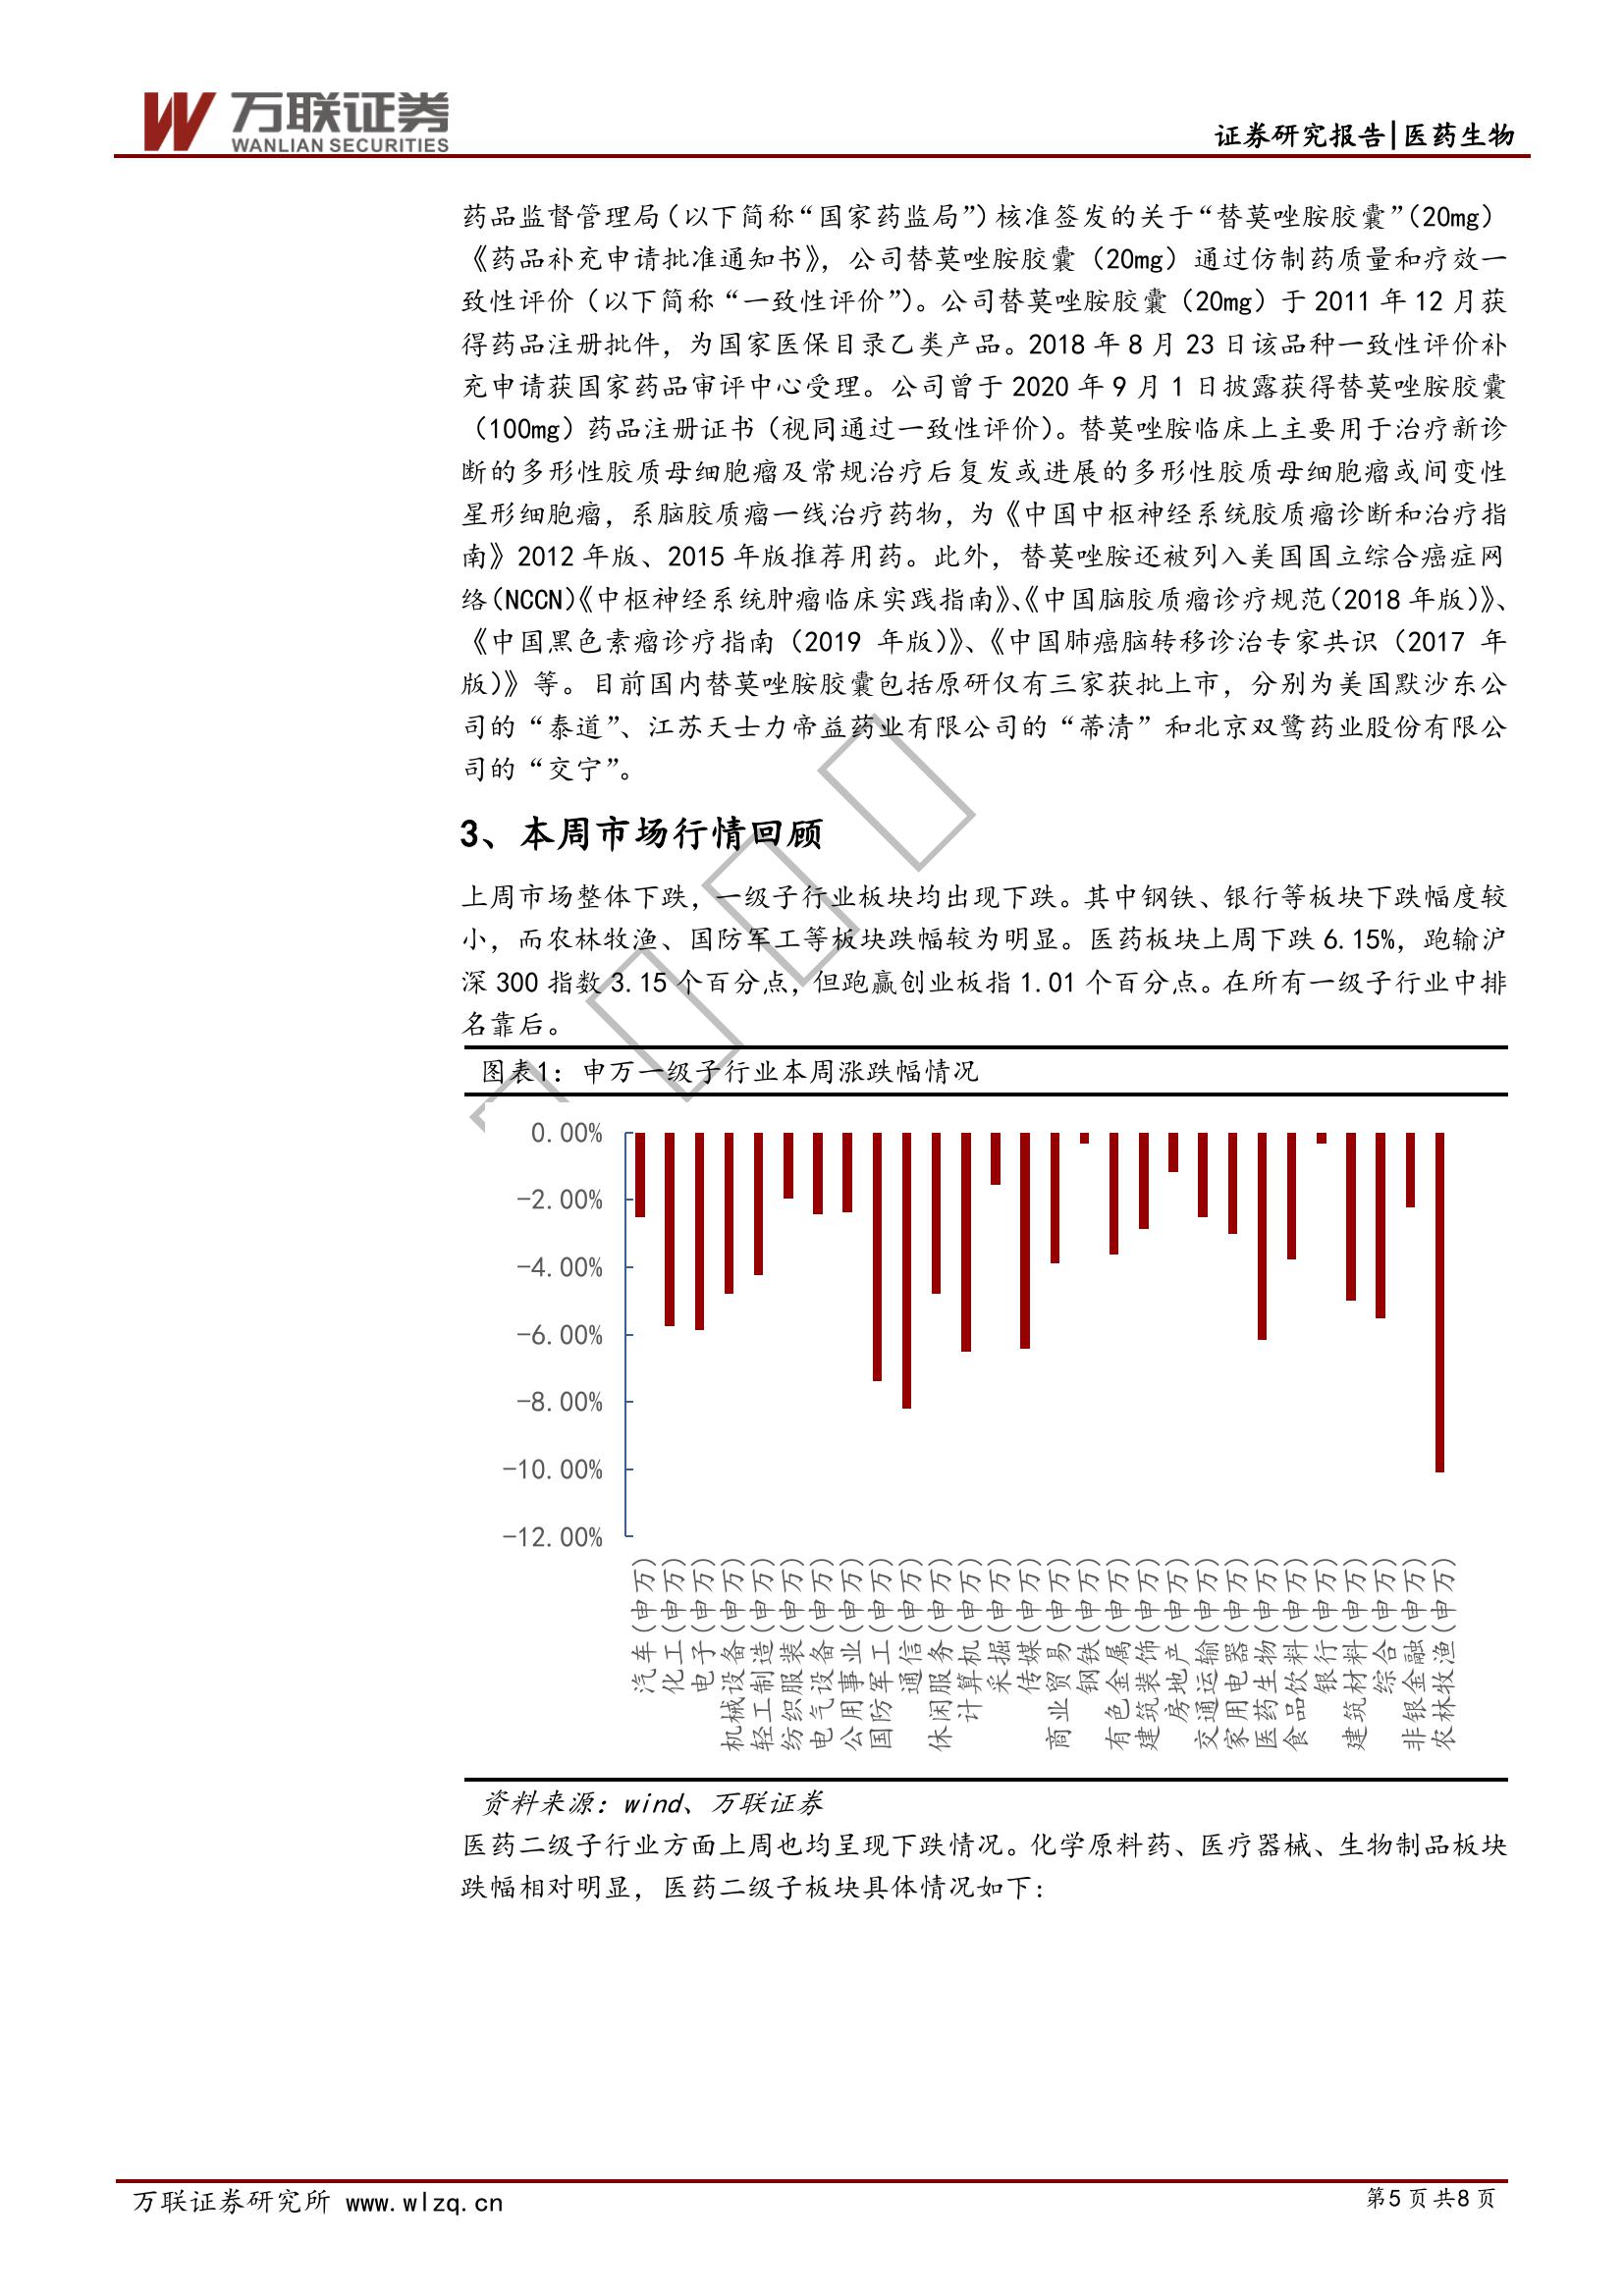 万联证券
WANLIAN SECURITIES
证券研究报告|医药生物
药品监督管理局（以下简称“国家药监局”）核准签发的关于“替莫唑胺胶囊”（20mg）
《药品补充申请批准通知书》，公司替莫唑胺胶囊（20mg）通过仿制药质量和疗效一
致性评价（以下简称“一致性评价”）。公司替莫唑胺胶囊（20mg）于 2011 年 12 月获
得药品注册批件，为国家医保目录乙类产品。2018 年 8 月 23 日该品种一致性评价补
充申请获国家药品审评中心受理。公司曾于 2020 年 9 月 1 日披露获得替莫唑胺胶囊
（100mg）药品注册证书（视同通过一致性评价）。替莫唑胺临床上主要用于治疗新诊
断的多形性胶质母细胞瘤及常规治疗后复发或进展的多形性胶质母细胞瘤或间变性
星形细胞瘤，系脑胶质瘤一线治疗药物，为《中国中枢神经系统胶质瘤诊断和治疗指
南》2012 年版、2015 年版推荐用药。此外，替莫唑胺还被列入美国国立综合癌症网
络（NCCN）《中枢神经系统肿瘤临床实践指南》、《中国脑胶质瘤诊疗规范（2018 年版）》、
《中国黑色素瘤诊疗指南（2019 年版）》、《中国肺癌脑转移诊治专家共识（2017 年
版）》等。目前国内替莫唑胺胶囊包括原研仅有三家获批上市，分别为美国默沙东公
司的“泰道”、江苏天士力帝益药业有限公司的“蒂清”和北京双鹭药业股份有限公
司的“交宁”。
3、本周市场行情回顾
上周市场整体下跌，一级子行业板块均出现下跌。其中钢铁、银行等板块下跌幅度较
小，而农林牧渔、国防军工等板块跌幅较为明显。医药板块上周下跌 6.15%，跑输沪
深 300 指数 3.15 个百分点，但跑赢创业板指 1.01 个百分点。在所有一级子行业中排
名靠后。
图表1：申万一级子行业本周涨跌幅情况
0.00%
-2.00%
-4.00%
-6.00%
-8.00%
-10.00%
-12.00%
汽车(申万)
化工(申万)
电子(申万)
机械设备(申万)
轻工制造(申万)
纺织服装(申万)
电气设备(申万)
公用事业(申万)
国防军工(申万)
通信(申万)
休闲服务(申万)
计算机(申万)
采掘(申万)
传媒(申万)
商业贸易(申万)
钢铁(申万)
有色金属(申万)
建筑装饰(申万)
房地产(申万)
交通运输(申万)
家用电器(申万)
医药生物(申万)
食品饮料(申万)
银行(申万)
建筑材料(申万)
综合(申万)
非银金融(申万)
农林牧渔(申万)
资料来源：wind、万联证券
医药二级子行业方面上周也均呈现下跌情况。化学原料药、医疗器械、生物制品板块
跌幅相对明显，医药二级子板块具体情况如下：
万联证券研究所 www.wlzq.cn
第5页共8页